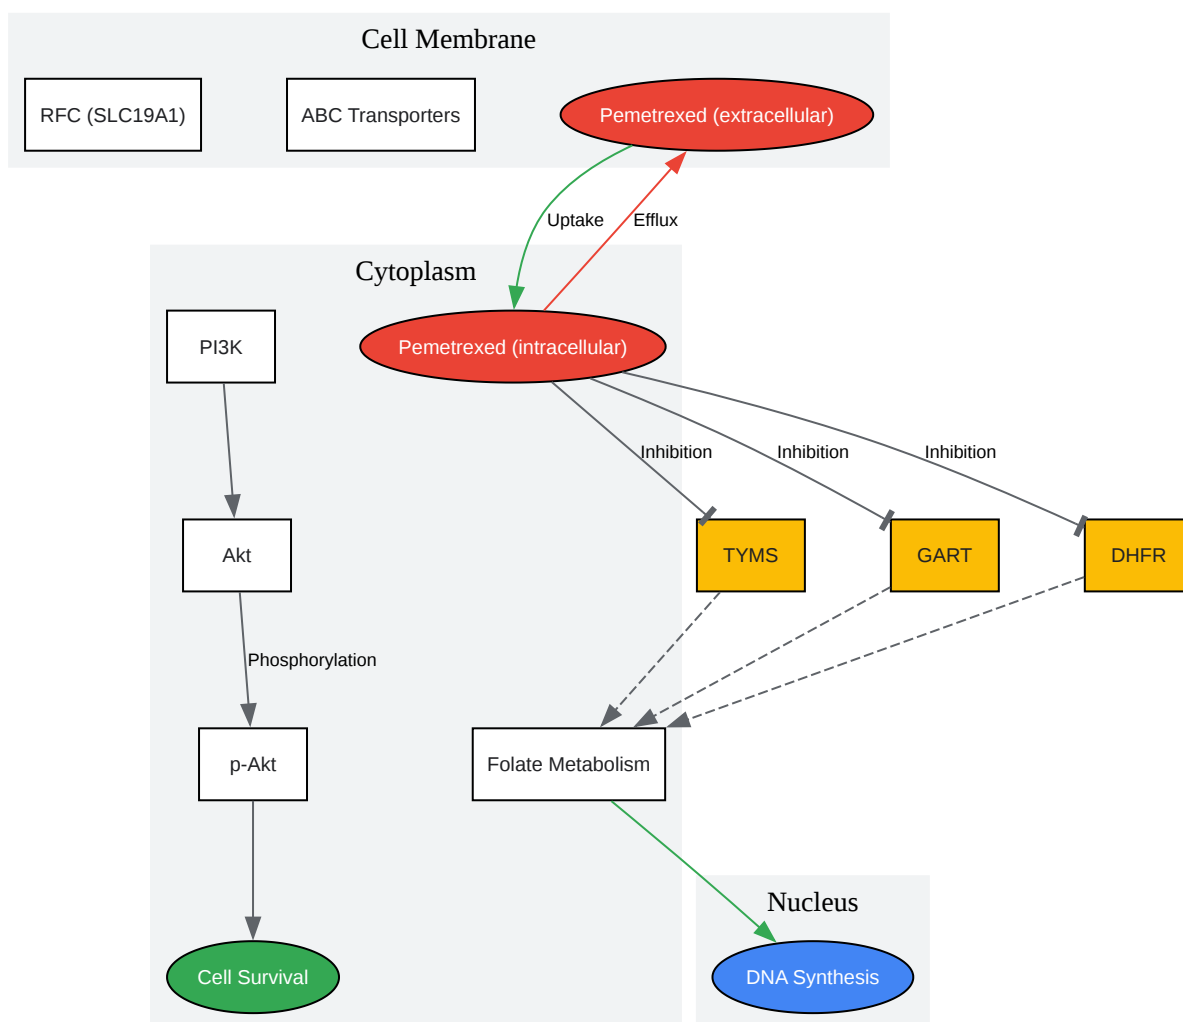 Cell Membrane
RFC (SLC19A1)
ABC Transporters
Pemetrexed (extracellular)
Uptake
Efflux
Cytoplasm
PI3K
Pemetrexed (intracellular)
Inhibition
Inhibition
Inhibition
Akt
TYMS
GART
DHFR
Phosphorylation
p-Akt
Folate Metabolism
Nucleus
Cell Survival
DNA Synthesis